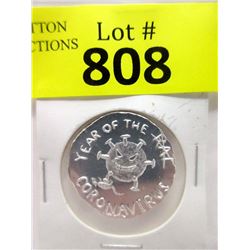 TTON
CTIONS
Lot #
808
YEAR OF THE RAT
CORONAVIRUS